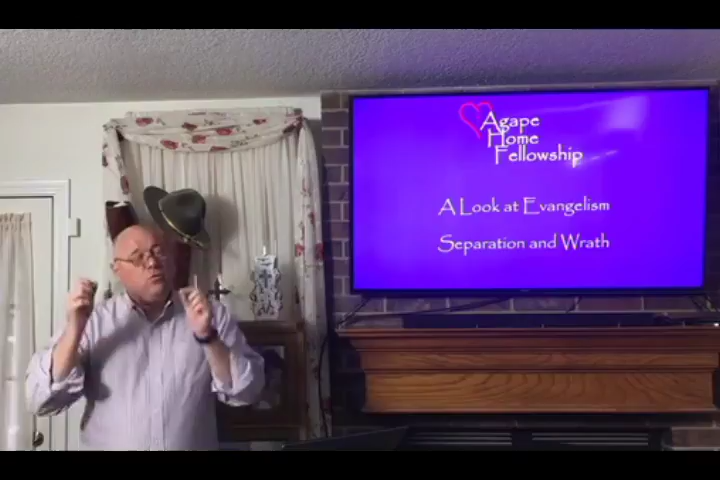 Agape
Home
Fellowship
A Look at Evangelism
Separation and Wrath